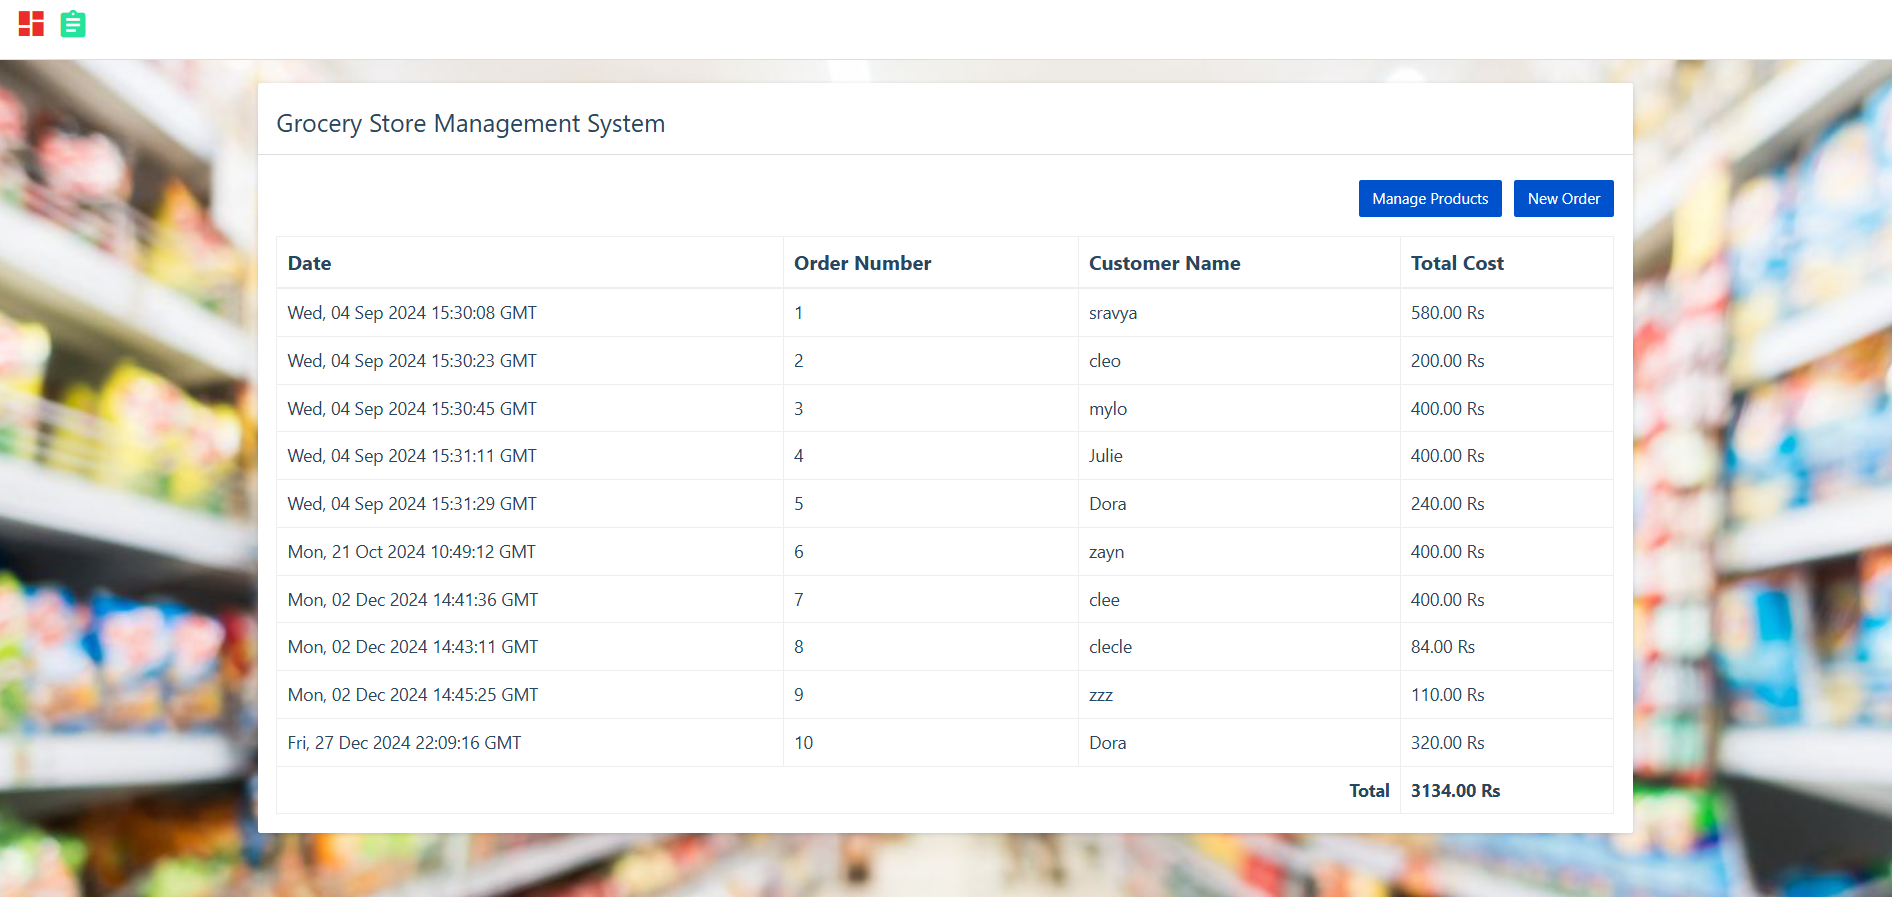 Grocery Store Management System
Manage Products New Order
Date Order Number Customer Name Total Cost
Wed, 04 Sep 2024 15:30:08 GMT 1 sravya 580.00 Rs
Wed, 04 Sep 2024 15:30:23 GMT 2 cleo 200.00 Rs
Wed, 04 Sep 2024 15:30:45 GMT 3 mylo 400.00 Rs
Wed, 04 Sep 2024 15:31:11 GMT 4 Julie 400.00 Rs
Wed, 04 Sep 2024 15:31:29 GMT 5 Dora 240.00 Rs
Mon, 21 Oct 2024 10:49:12 GMT 6 zayn 400.00 Rs
Mon, 02 Dec 2024 14:41:36 GMT 7 clee 400.00 Rs
Mon, 02 Dec 2024 14:43:11 GMT 8 clecle 84.00 Rs
Mon, 02 Dec 2024 14:45:25 GMT 9 zzz 110.00 Rs
Fri, 27 Dec 2024 22:09:16 GMT 10 Dora 320.00 Rs
Total 3134.00 Rs